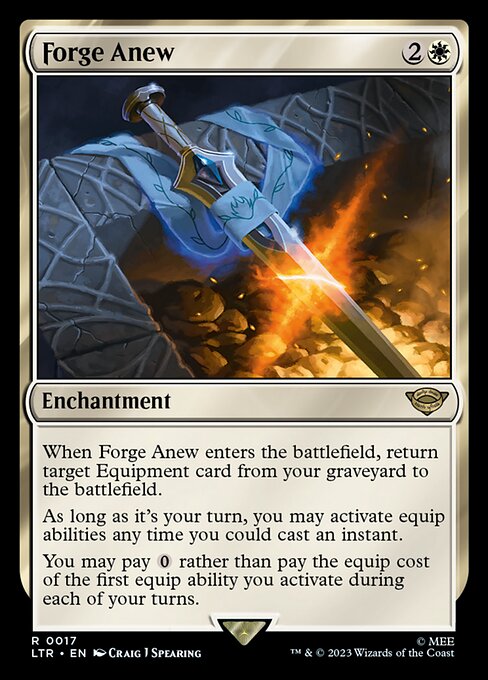 Forge Anew 2
Enchantment
When Forge Anew enters the battlefield, return
target Equipment card from your graveyard to
the battlefield.
As long as it's your turn, you may activate equip
abilities any time you could cast an instant.
You may pay 0 rather than pay the equip cost
of the first equip ability you activate during
each of your turns.
R 0017
LTR • EN Craig J Spearing
© MEE
™ & © 2023 Wizards of the Coast